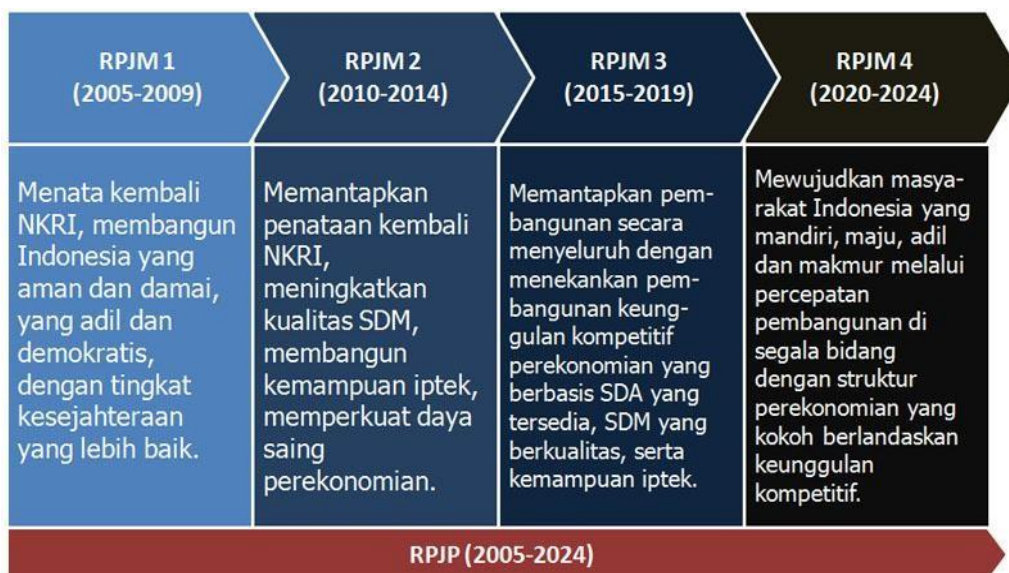 RPJM 1
(2005-2009)
Menata kembali
NKRI, membangun
Indonesia yang
aman dan damai,
yang adil dan
demokratis,
dengan tingkat
kesejahteraan
yang lebih baik.
RPJM 2
(2010-2014)
Memantapkan
penataan kembali
NKRI,
meningkatkan
kualitas SDM,
membangun
kemampuan iptek,
memperkuat daya
saing
perekonomian.
RPJM 3
(2015-2019)
Memantapkan pem-
bangunan secara
menyeluruh dengan
menekankan pem-
bangunan keung-
gulan kompetitif
perekonomian yang
berbasis SDA yang
tersedia, SDM yang
berkualitas, serta
kemampuan iptek.
RPJM 4
(2020-2024)
Mewujudkan masya-
rakat Indonesia yang
mandiri, maju, adil
dan makmur melalui
percepatan
pembangunan di
segala bidang
dengan struktur
perekonomian yang
kokoh berlandaskan
keunggulan
kompetitif.
RPJP (2005-2024)